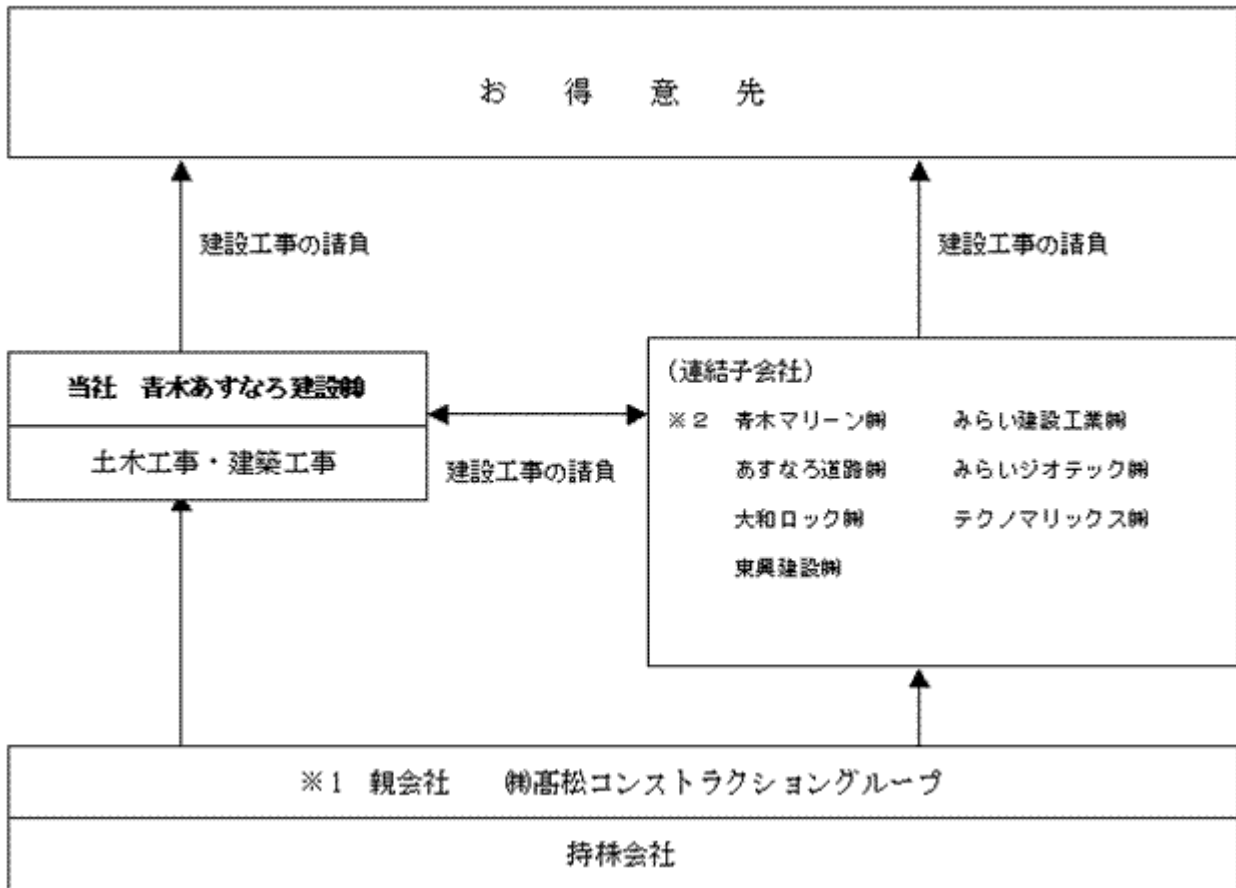 お得意先
建設工事の請負
建設工事の請負
当社 青木あすなろ建設㈱
土木工事・建築工事
建設工事の請負
(連結子会社)
※2 青木マリーン㈱ みらい建設工業㈱
あすなろ道路㈱ みらいジオテック㈱
大和ロック㈱ テクノマリックス㈱
東興建設㈱
※1 親会社 ㈱髙松コンストラクショングループ
持株会社